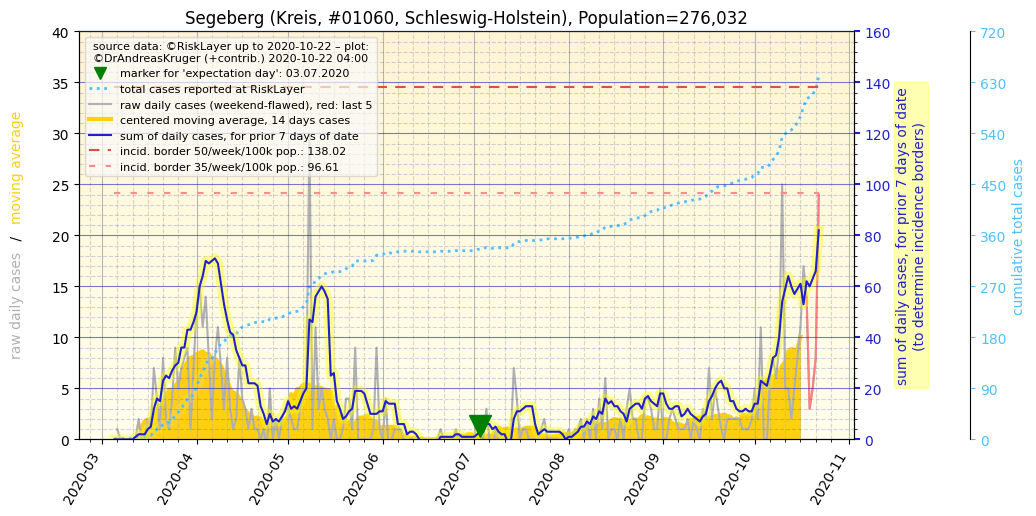 Segeberg (Kreis, #01060, Schleswig-Holstein), Population=276,032
source data: ©RiskLayer up to 2020-10-22 – plot:
©DrAndreasKruger (+contrib.) 2020-10-22 04:00
marker for 'expectation day': 03.07.2020
total cases reported at RiskLayer
raw daily cases (weekend-flawed), red: last 5
centered moving average, 14 days cases
sum of daily cases, for prior 7 days of date
incid. border 50/week/100k pop.: 138.02
incid. border 35/week/100k pop.: 96.61
raw daily cases / moving average
40
35
30
25
20
15
10
5
0
2020-03
2020-04
2020-05
2020-06
2020-07
2020-08
2020-09
2020-10
2020-11
160
140
120
100
80
60
40
20
0
sum of daily cases, for prior 7 days of date
(to determine incidence borders)
720
630
540
450
360
270
180
90
0
cumulative total cases